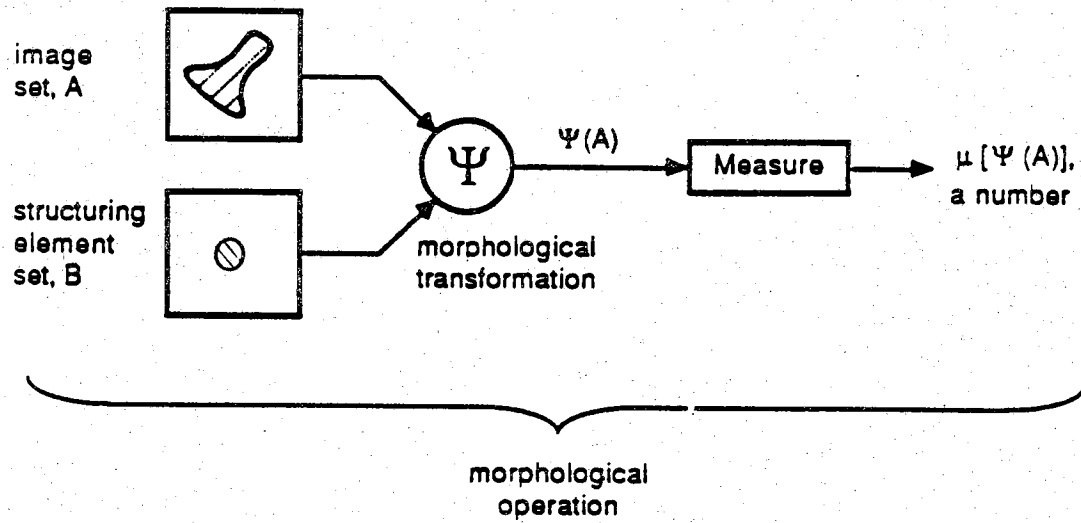 image
set, A
structuring
element
set, B
Ψ
morphological
transformation
Ψ(A)
Measure
μ [Ψ (A)],
a number
morphological
operation